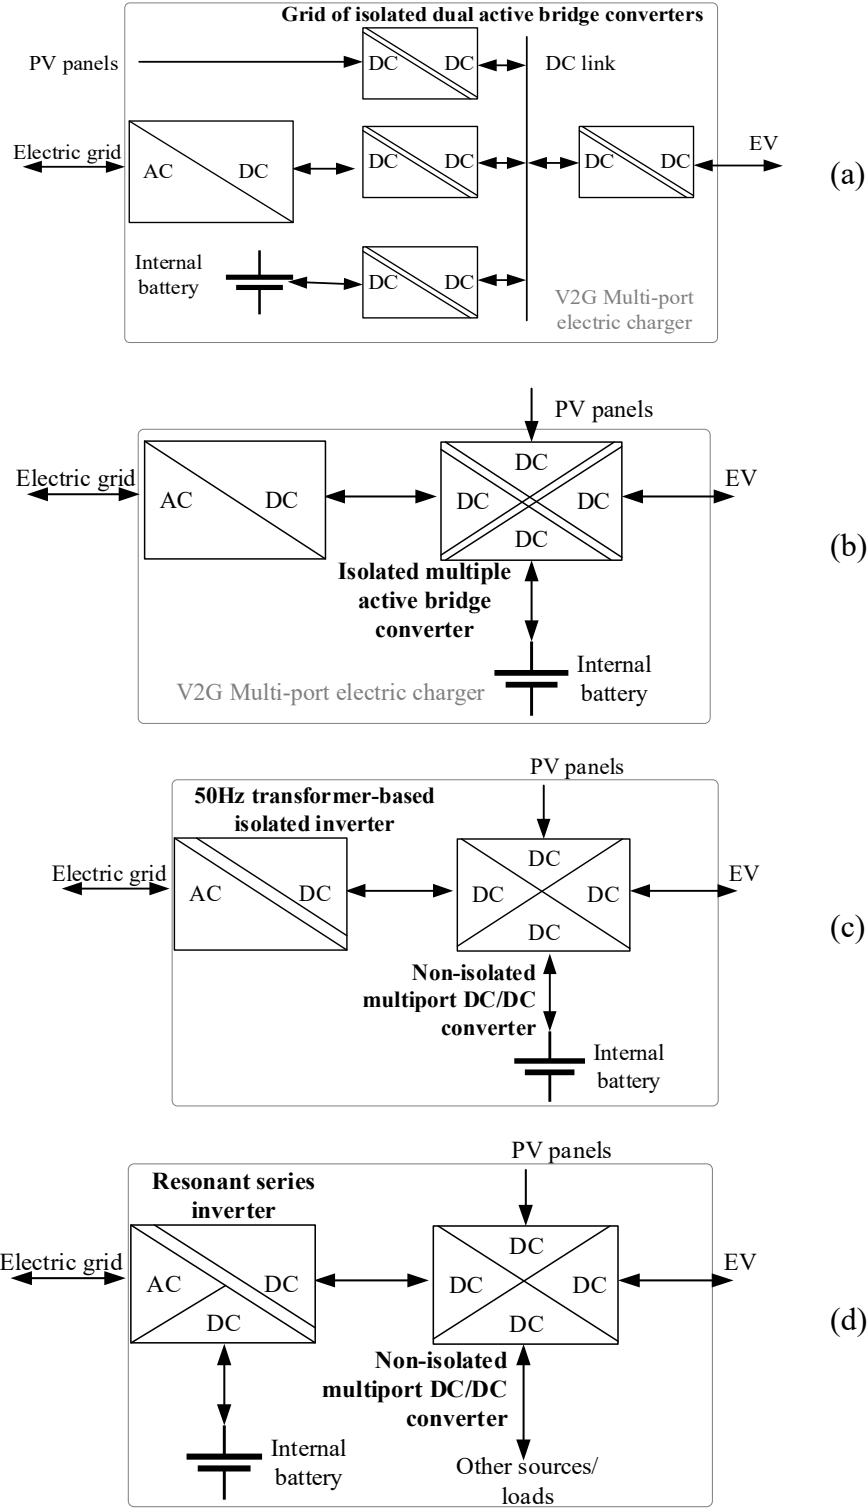 Grid of isolated dual active bridge converters
PV panels
DC DC
DC link
Electric grid
AC DC
DC DC
DC DC
EV
(a)
Internal
battery
DC DC
V2G Multi-port
electric charger
PV panels
Electric grid
AC DC
DC
DC DC
DC
EV
(b)
Isolated multiple
active bridge
converter
Internal
battery
V2G Multi-port electric charger
PV panels
50Hz transformer-based
isolated inverter
Electric grid
AC DC
DC
DC DC
DC
EV
(c)
Non-isolated
multiport DC/DC
converter
Internal
battery
PV panels
Resonant series
inverter
Electric grid
AC DC
DC
DC
DC DC
DC
EV
(d)
Non-isolated
multiport DC/DC
converter
Internal
battery
Other sources/
loads